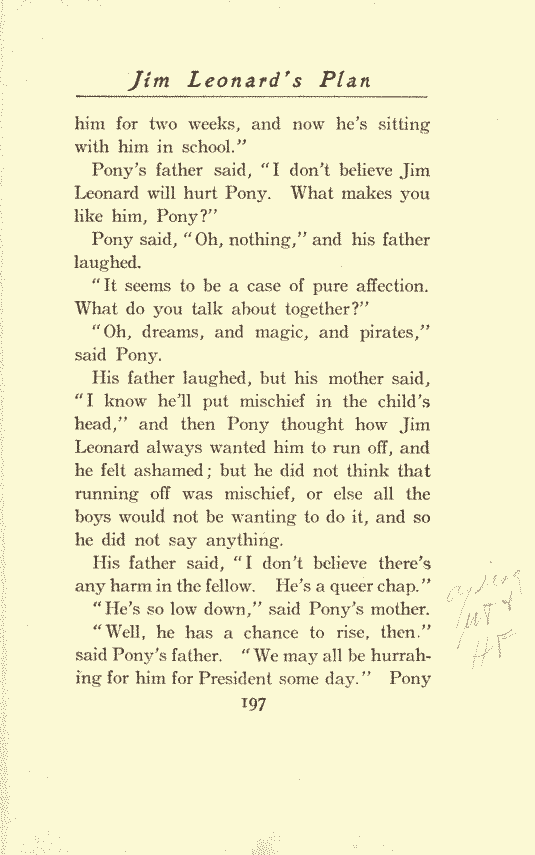 Jim Leonard's Plan
him for two weeks, and now he's sitting
with him in school."
Pony's father said, "I don't believe Jim
Leonard will hurt Pony. What makes you
like him, Pony?"
Pony said, "Oh, nothing," and his father
laughed.
"It seems to be a case of pure affection.
What do you talk about together?"
"Oh, dreams, and magic, and pirates,"
said Pony.
His father laughed, but his mother said,
"I know he'll put mischief in the child's
head," and then Pony thought how Jim
Leonard always wanted him to run off, and
he felt ashamed; but he did not think that
running off was mischief, or else all the
boys would not be wanting to do it, and so
he did not say anything.
His father said, "I don't believe there's
any harm in the fellow. He's a queer chap."
"He's so low down," said Pony's mother.
"Well, he has a chance to rise, then."
said Pony's father. "We may all be hurrah-
ing for him for President some day." Pony
197